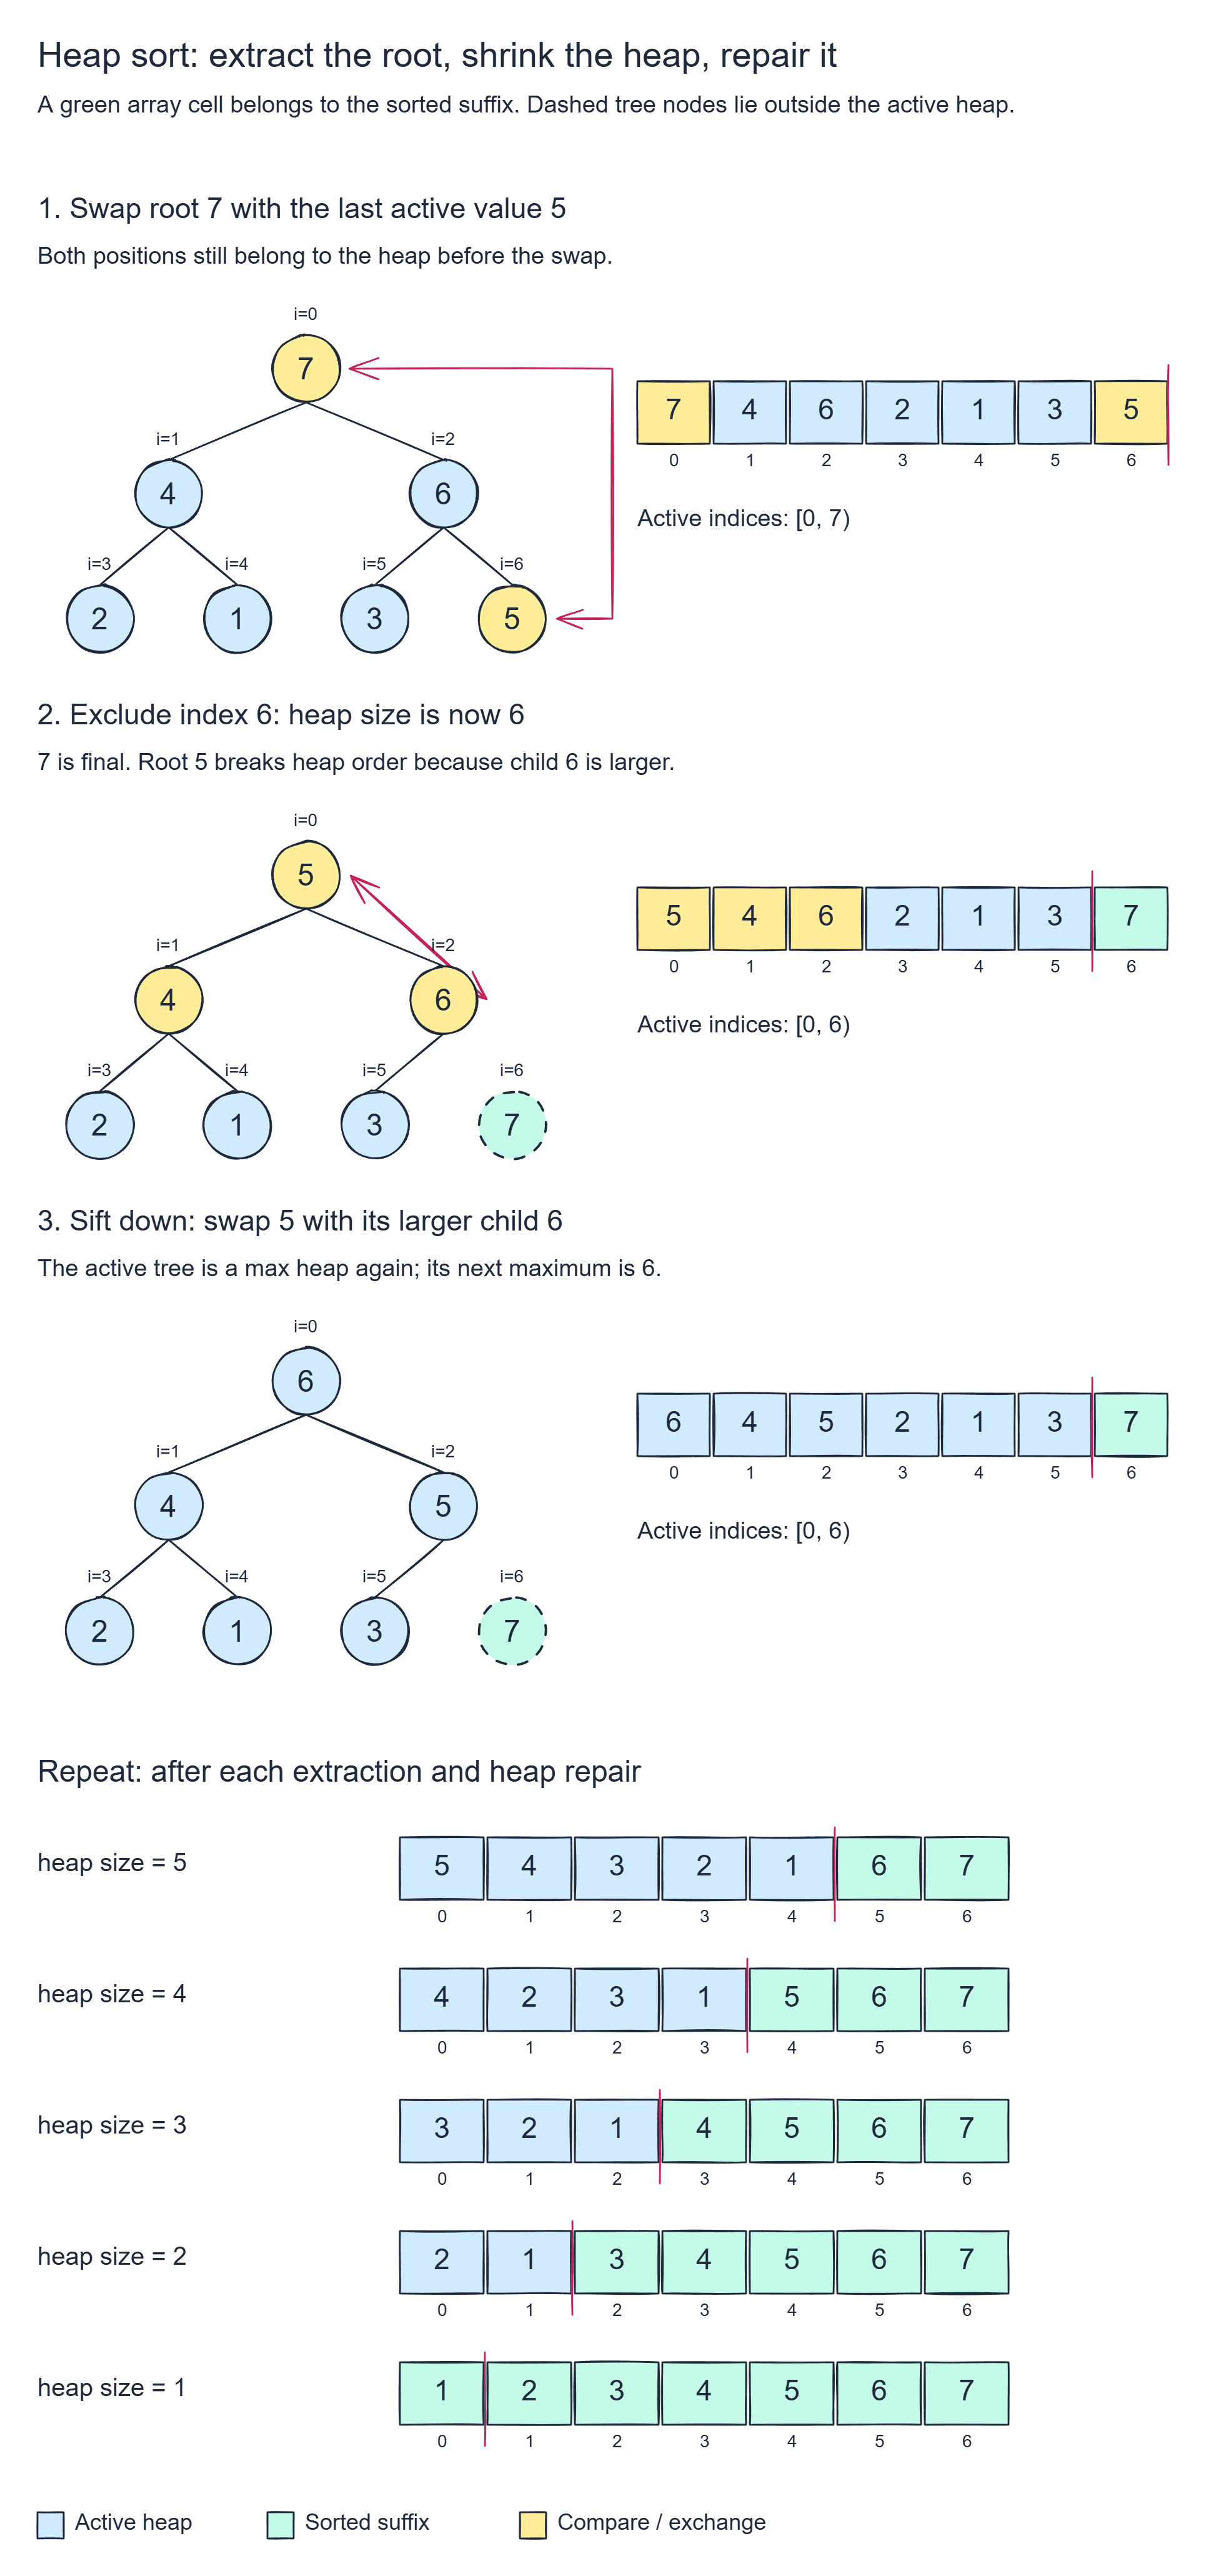 Heap sort: extract the root, shrink the heap, repair it
A green array cell belongs to the sorted suffix. Dashed tree nodes lie outside the active heap.
1. Swap root 7 with the last active value 5
Both positions still belong to the heap before the swap.
i=0
7
i=1 i=2
4 6
i=3 i=4 i=5 i=6
2 1 3 5
7 4 6 2 1 3 5
0 1 2 3 4 5 6
Active indices: [0, 7)
2. Exclude index 6: heap size is now 6
7 is final. Root 5 breaks heap order because child 6 is larger.
i=0
5
i=1 i=2
4 6
i=3 i=4 i=5 i=6
2 1 3 7
5 4 6 2 1 3 7
0 1 2 3 4 5 6
Active indices: [0, 6)
3. Sift down: swap 5 with its larger child 6
The active tree is a max heap again; its next maximum is 6.
i=0
6
i=1 i=2
4 5
i=3 i=4 i=5 i=6
2 1 3 7
6 4 5 2 1 3 7
0 1 2 3 4 5 6
Active indices: [0, 6)
Repeat: after each extraction and heap repair
heap size = 5
5 4 3 2 1 6 7
0 1 2 3 4 5 6
heap size = 4
4 2 3 1 5 6 7
0 1 2 3 4 5 6
heap size = 3
3 2 1 4 5 6 7
0 1 2 3 4 5 6
heap size = 2
2 1 3 4 5 6 7
0 1 2 3 4 5 6
heap size = 1
1 2 3 4 5 6 7
0 1 2 3 4 5 6
Active heap
Sorted suffix
Compare / exchange